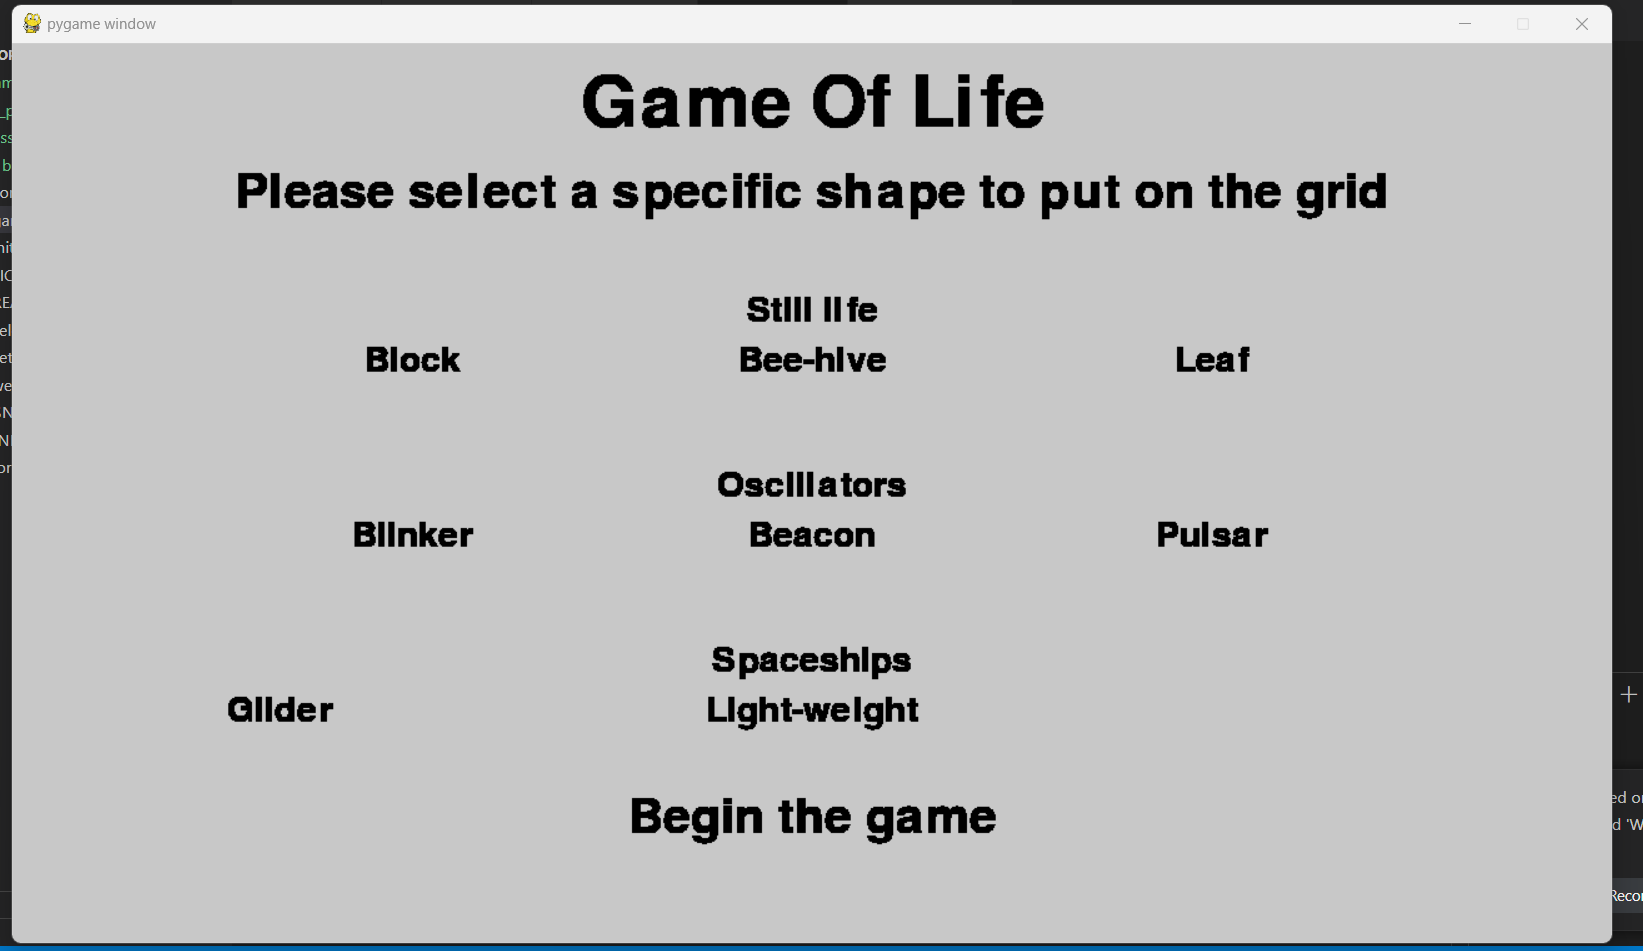 pygame window
Game Of Life
Please select a specific shape to put on the grid
Still life
Block Bee-hive Leaf
Oscillators
Blinker Beacon Pulsar
Spaceships
Glider Light-weight
Begin the game